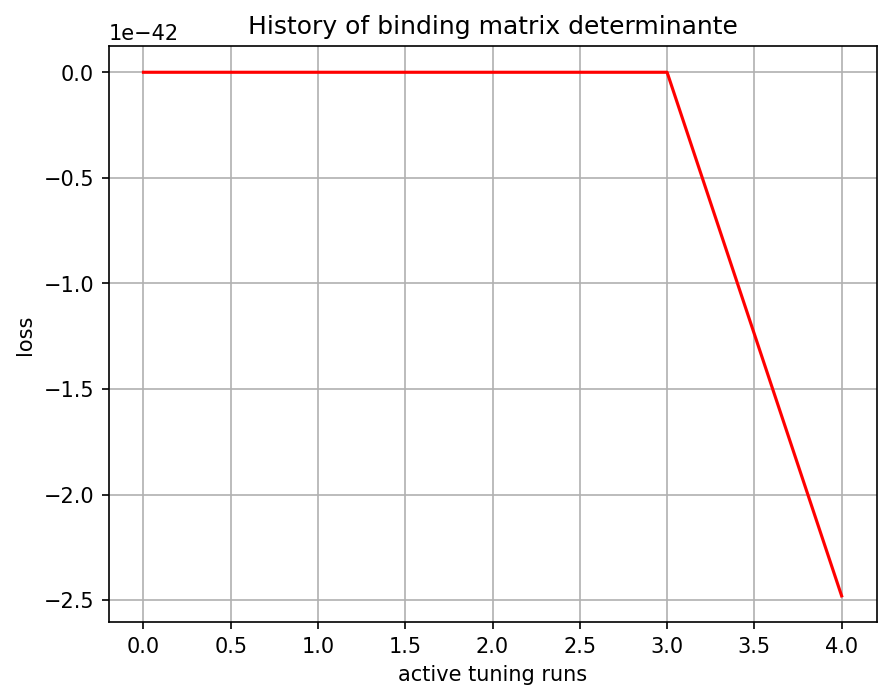 History of binding matrix determinante
1e−42
0.0
−0.5
−1.0
−1.5
−2.0
−2.5
loss
0.0 0.5 1.0 1.5 2.0 2.5 3.0 3.5 4.0
active tuning runs